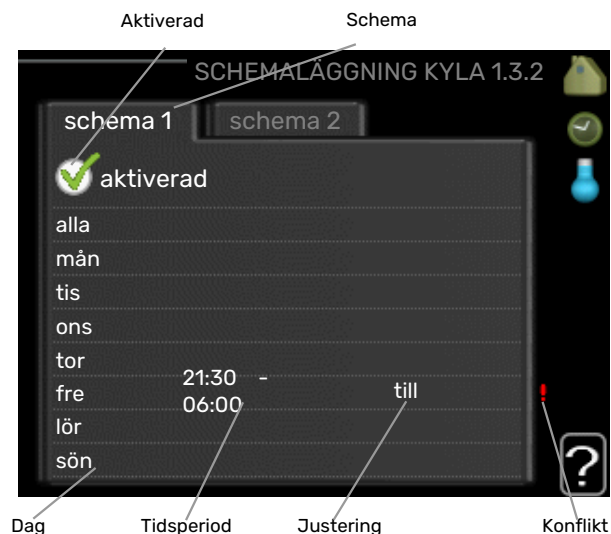 Aktiverad Schema
SCHEMALÄGGNING KYLA 1.3.2
schema 1 schema 2
aktiverad
alla
mån
tis
ons
tor
fre 21:30 - till !
06:00
lör
sön
?
Dag Tidsperiod Justering Konflikt